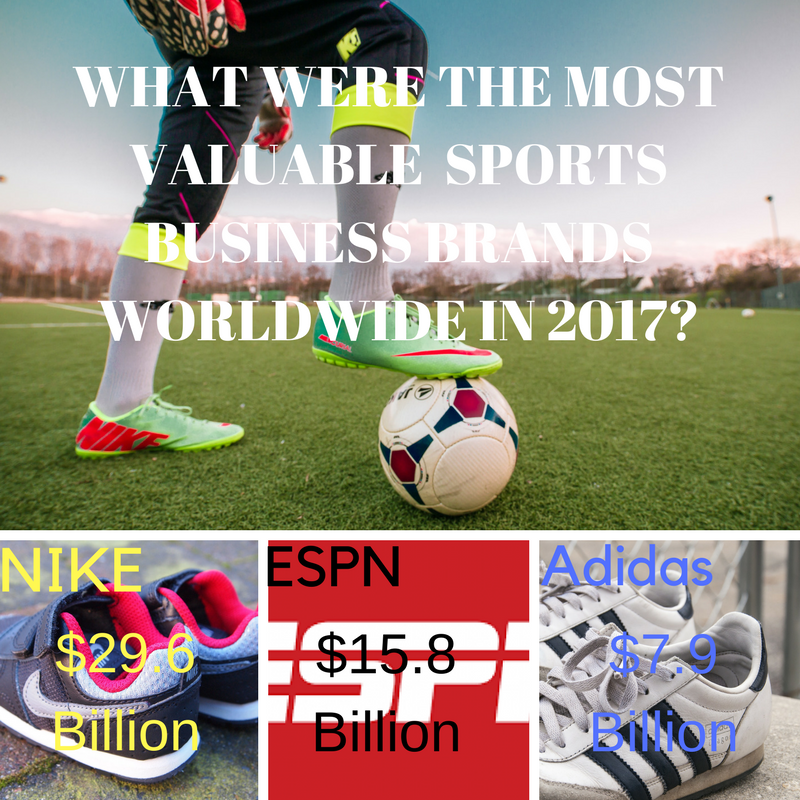 WHAT WERE THE MOST
VALUABLE SPORTS
BUSINESS BRANDS
WORLDWIDE IN 2017?
NIKE
NIKE
$29.6
Billion
ESPN
$15.8
Billion
Adidas
$7.9
Billion